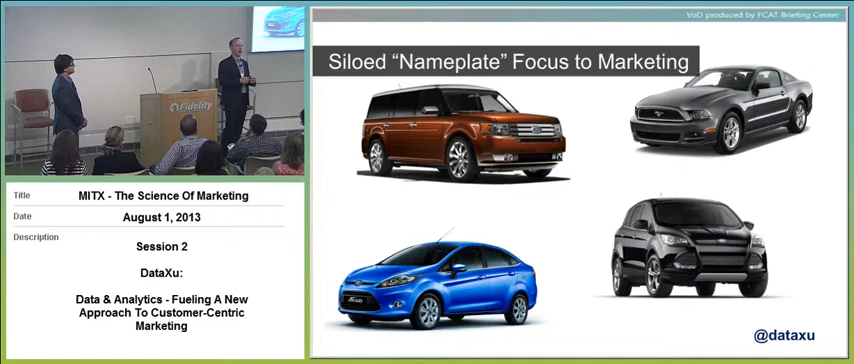 VoD produced by FCAT Briefing Center
Siloed “Nameplate” Focus to Marketing
Fidelity
Title
MITX - The Science Of Marketing
Date
August 1, 2013
Description
Session 2
DataXu:
Data & Analytics - Fueling A New
Approach To Customer-Centric
Marketing
@dataxu